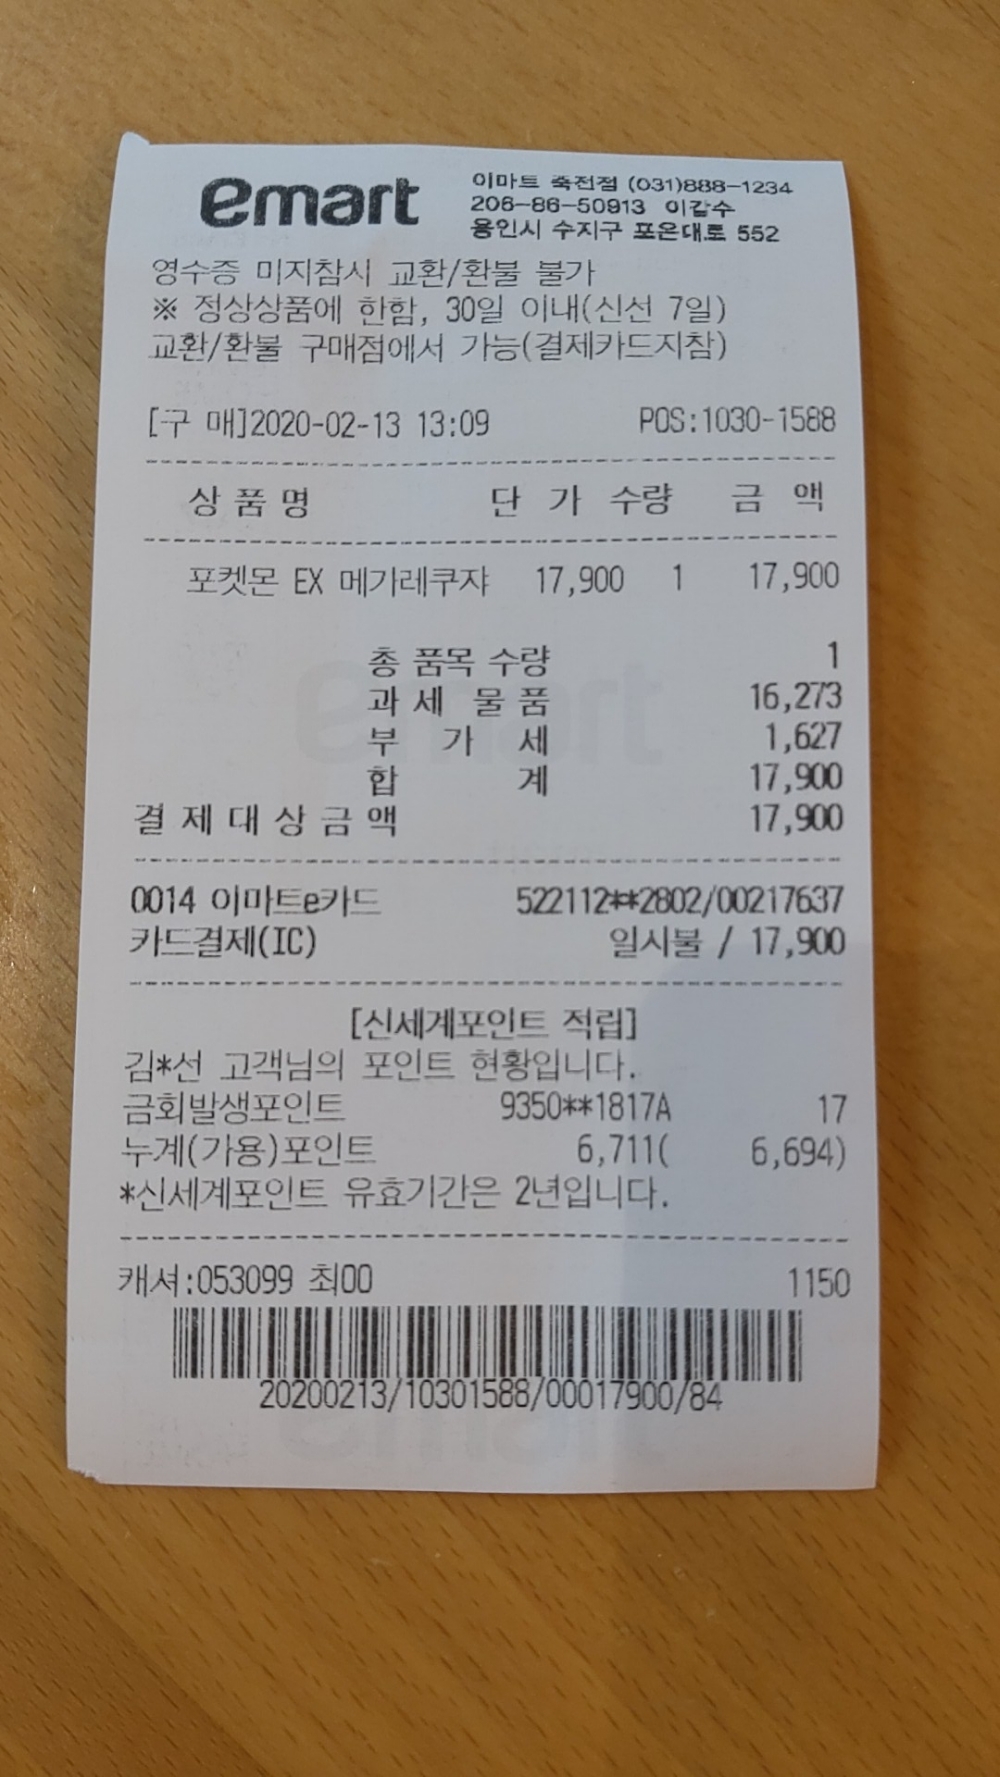 emart
이마트 죽전점 (031)888-1234
206-86-50913 이갑수
용인시 수지구 포은대로 552
영수증 미지참시 교환/환불 불가
※ 정상상품에 한함, 30일 이내(신선 7일)
교환/환불 구매점에서 가능(결제카드지참)
[구 매]2020-02-13 13:09 POS:1030-1588
상 품 명 단 가 수량 금 액
포켓몬 EX 메가레쿠쟈 17,900 1 17,900
총 품목 수량 1
과 세 물 품 16,273
부 가 세 1,627
합 계 17,900
결 제 대 상 금 액 17,900
0014 이마트e카드 522112**2802/00217637
카드결제(IC) 일시불 / 17,900
[신세계포인트 적립]
김*선 고객님의 포인트 현황입니다.
금회발생포인트 9350**1817A 17
누계(가용)포인트 6,711( 6,694)
*신세계포인트 유효기간은 2년입니다.
캐셔:053099 최00 1150
20200213/10301588/00017900/84